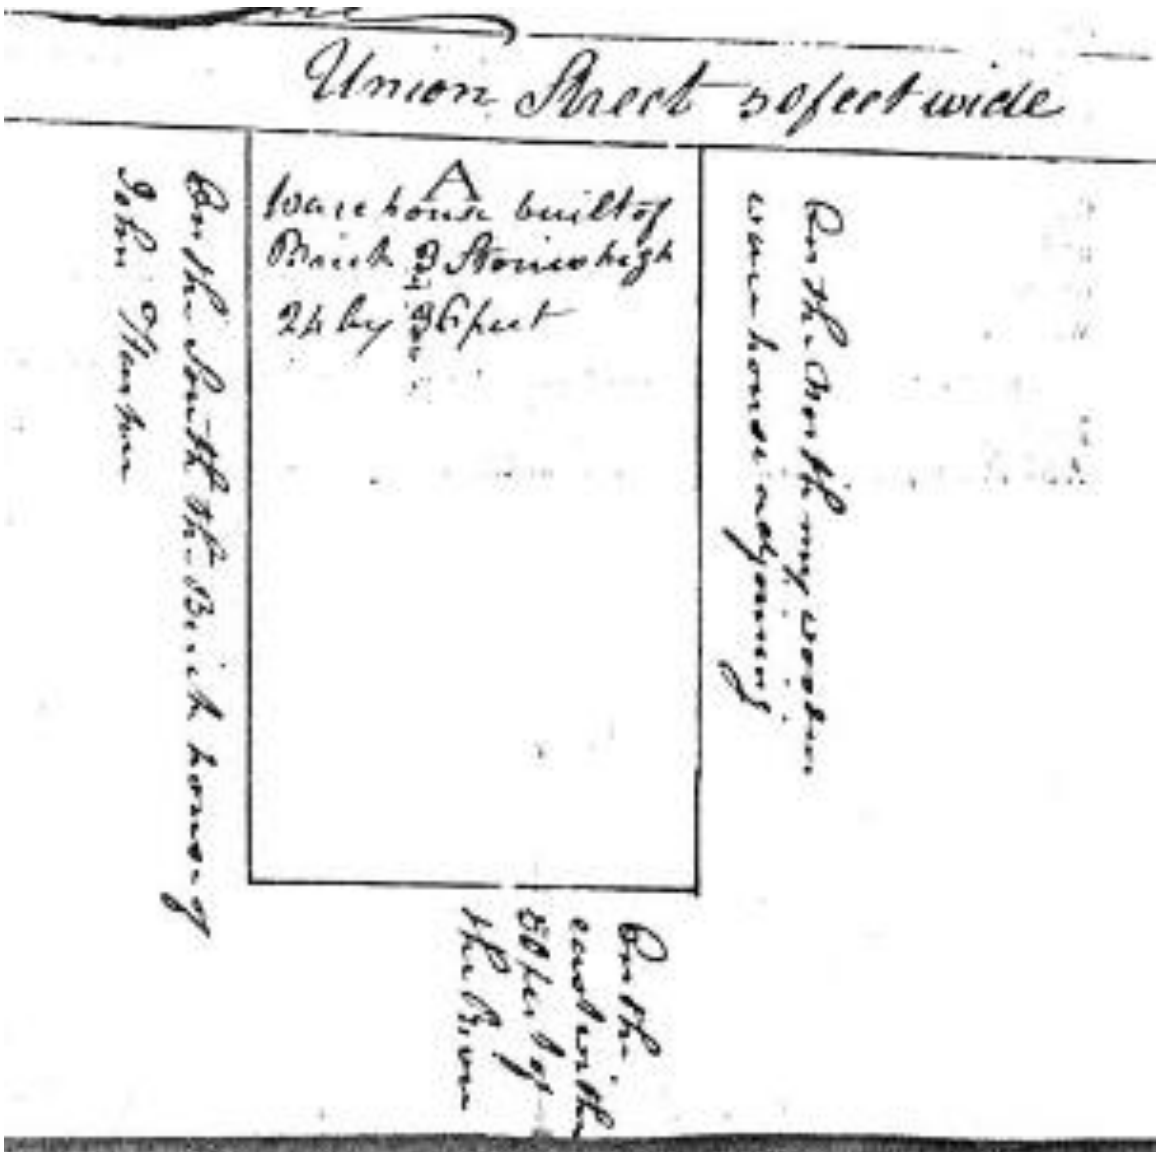 Union Street 50 feet wide
A
Warehouse built of
Brick 3 Stories high
24 by 36 feet
On the South the Brick house of
John
On the North my wooden
ware house adjoining
On the
east within
50 feet of
the River